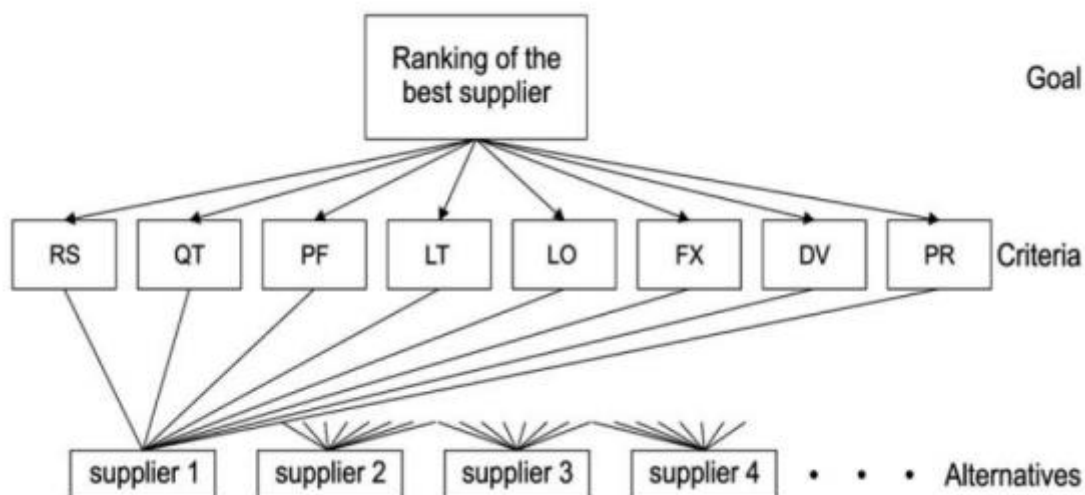 Ranking of the
best supplier
Goal
RS QT PF LT LO FX DV PR Criteria
supplier 1 supplier 2 supplier 3 supplier 4 • • • Alternatives